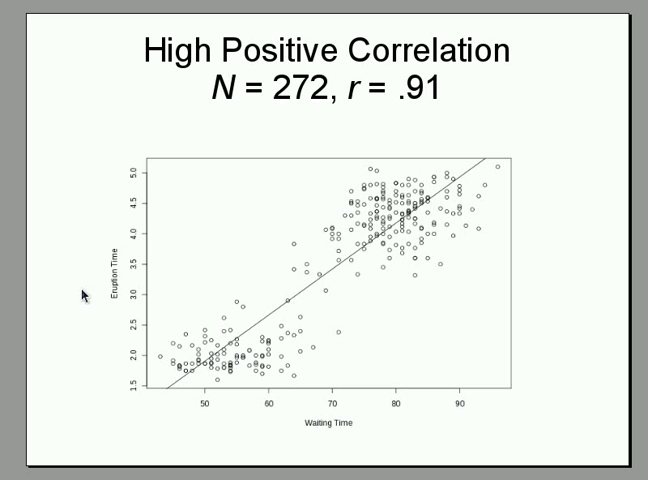 High Positive Correlation
N = 272, r = .91
5.0
4.5
4.0
3.5
3.0
2.5
2.0
1.5
Eruption Time
50 60 70 80 90
Waiting Time